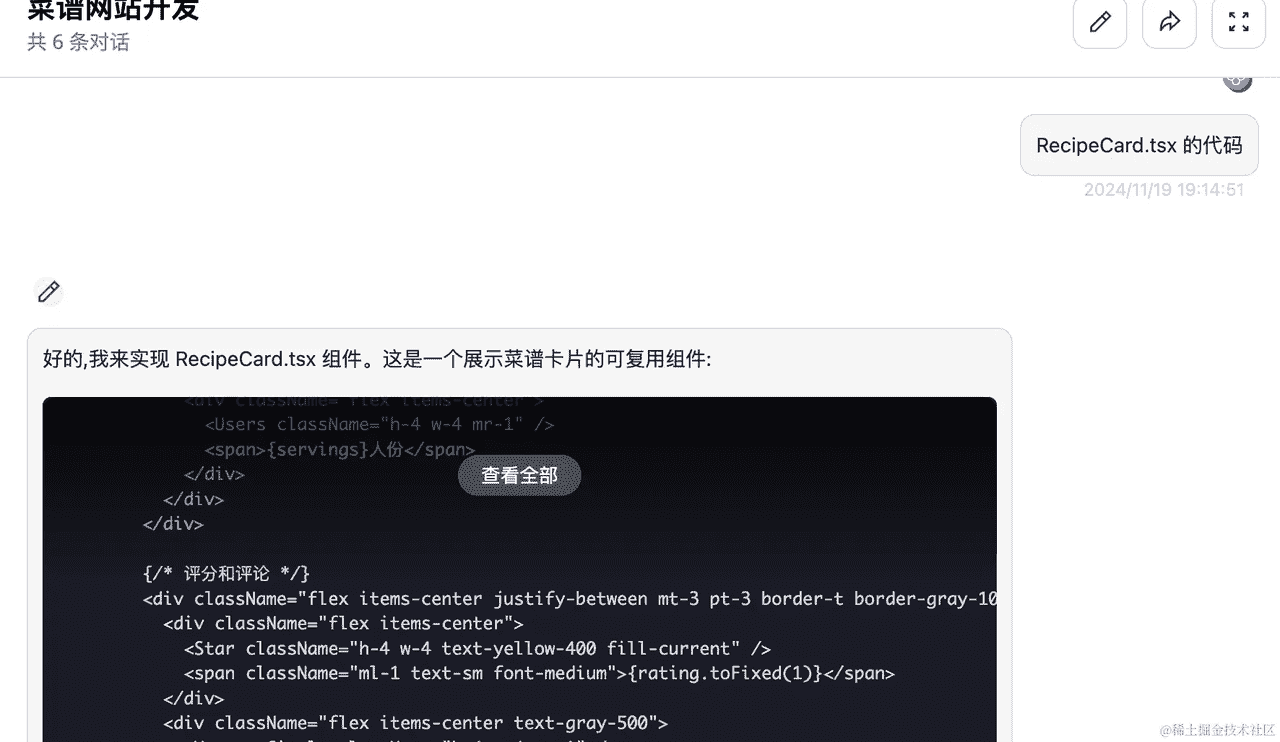 菜谱网站开发
共 6 条对话
RecipeCard.tsx 的代码
2024/11/19 19:14:51
好的,我来实现 RecipeCard.tsx 组件。这是一个展示菜谱卡片的可复用组件:
<div className="flex items-center">
<Users className="h-4 w-4 mr-1" />
<span>{servings}人份</span>
查看全部
</div>
</div>
</div>
{/* 评分和评论 */}
<div className="flex items-center justify-between mt-3 pt-3 border-t border-gray-10
<div className="flex items-center">
<Star className="h-4 w-4 text-yellow-400 fill-current" />
<span className="ml-1 text-sm font-medium">{rating.toFixed(1)}</span>
</div>
<div className="flex items-center text-gray-500">
@稀土掘金技术社区